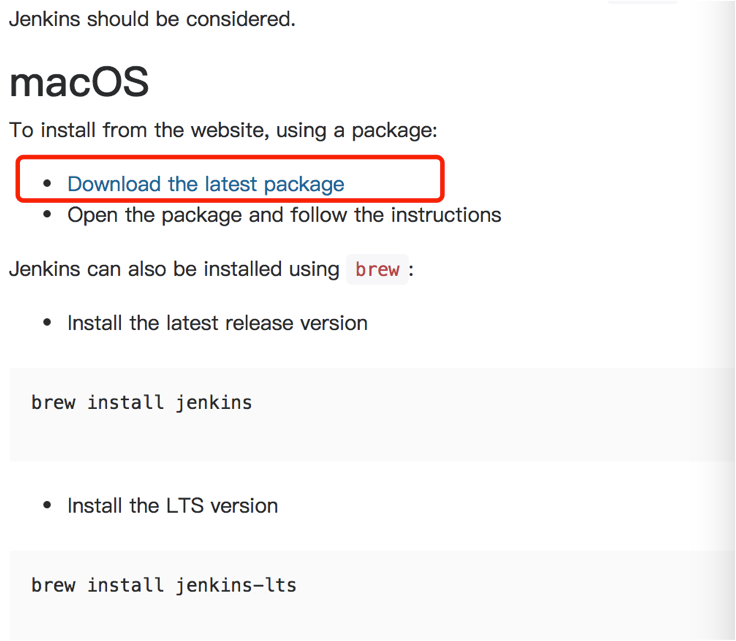 Jenkins should be considered.
macOS
To install from the website, using a package:
• Download the latest package
• Open the package and follow the instructions
Jenkins can also be installed using brew :
• Install the latest release version
brew install jenkins
• Install the LTS version
brew install jenkins-lts